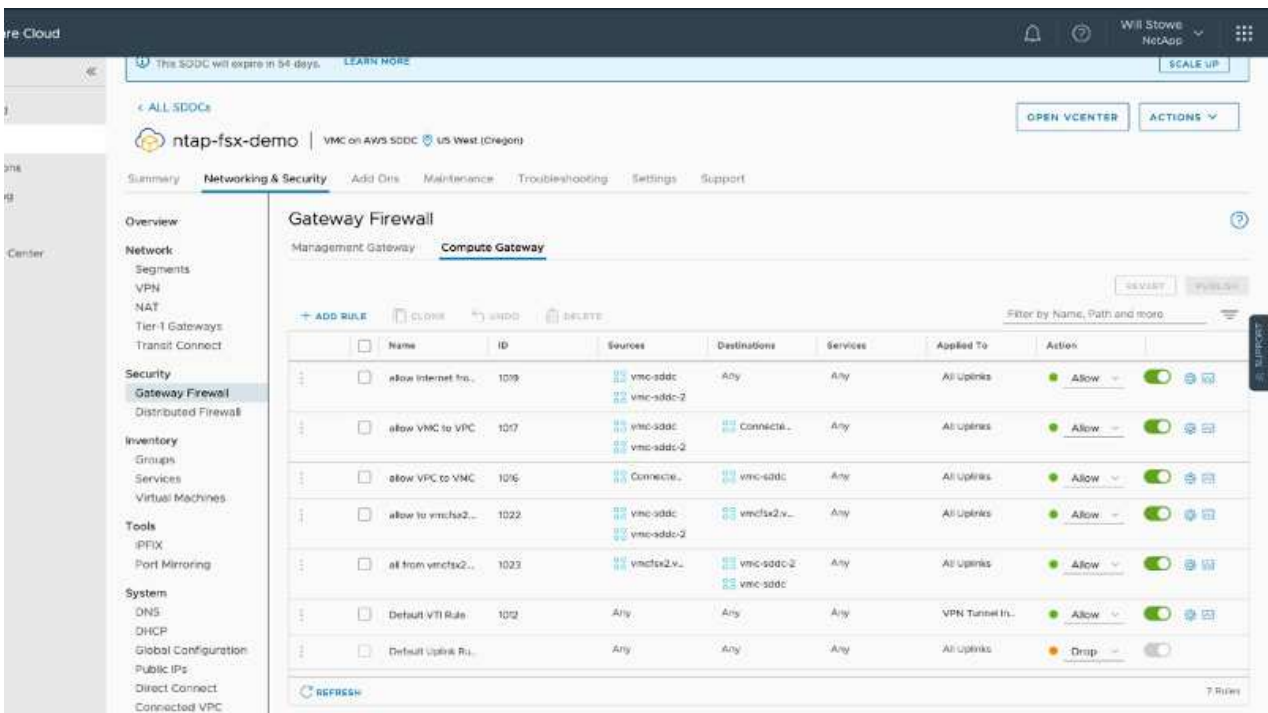 re Cloud
Will Stowe
NetApp
This SDDC will expire in 54 days. LEARN MORE
SCALE UP
< ALL SDDCs
OPEN VCENTER
ACTIONS
ntap-fsx-demo
VMC on AWS SDDC
US West (Oregon)
Summary Networking & Security Add Ons Maintenance Troubleshooting Settings Support
ons
og
Center
Overview
Network
Segments
VPN
NAT
Tier-1 Gateways
Transit Connect
Security
Gateway Firewall
Distributed Firewall
Inventory
Groups
Services
Virtual Machines
Tools
IPFIX
Port Mirroring
System
DNS
DHCP
Global Configuration
Public IPs
Direct Connect
Connected VPC
Gateway Firewall
Management Gateway Compute Gateway
REVERT PUBLISH
+ ADD RULE CLONE UNDO DELETE
Filter by Name, Path and more
Name ID Sources Destinations Services Applied To Action
allow Internet fro... 1019 vmc-sddc Any Any All Uplinks Allow
vmc-sddc-2
allow VMC to VPC 1017 vmc-sddc Connecte... Any All Uplinks Allow
vmc-sddc-2
allow VPC to VMC 1016 Connecte... vmc-sddc Any All Uplinks Allow
allow to vmcfsx2... 1022 vmc-sddc vmcfsx2.v... Any All Uplinks Allow
vmc-sddc-2
all from vmcfsx2... 1023 vmcfsx2.v... vmc-sddc-2 Any All Uplinks Allow
vmc-sddc
Default VTI Rule 1012 Any Any Any VPN Tunnel In... Allow
Default Uplink Ru... Any Any Any All Uplinks Drop
REFRESH
7 Rules
SUPPORT